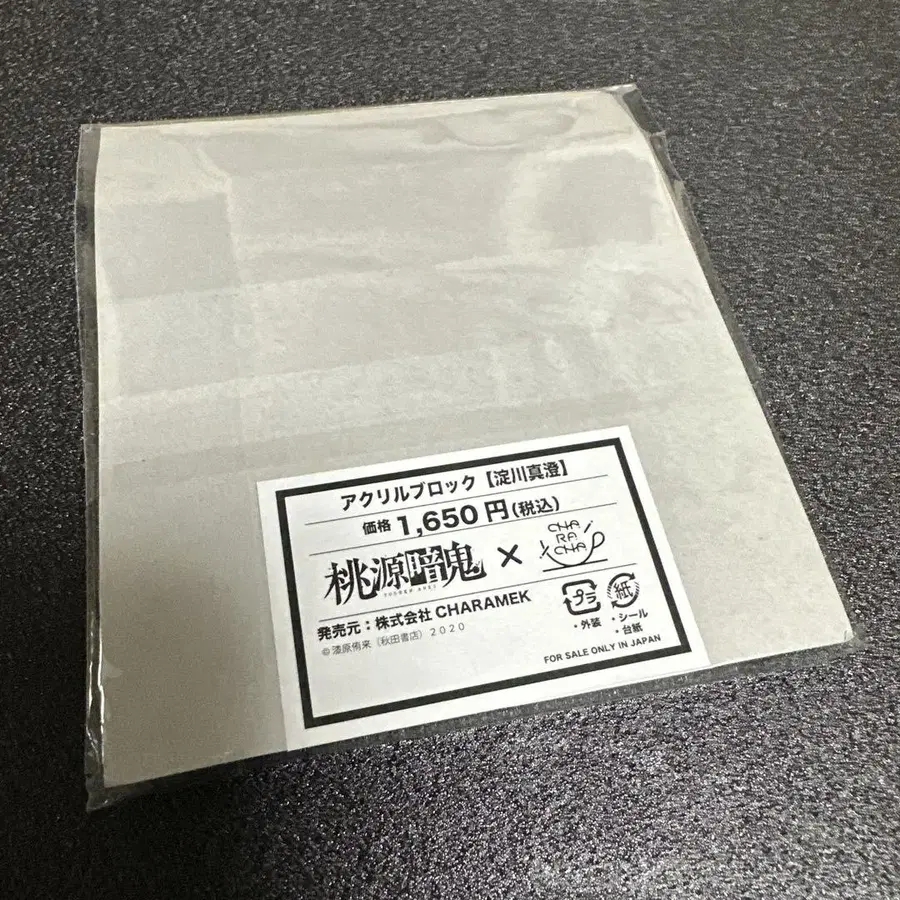 アクリルブロック【淀川真澄】
価格 1,650 円(税込)
桃源暗鬼 × CHA RA CHA
TOUGEN ANKI
発売元：株式会社 CHARAMEK
プラ 紙
・外装 ・シール
・台紙
©漆原侑来（秋田書店）2020
FOR SALE ONLY IN JAPAN